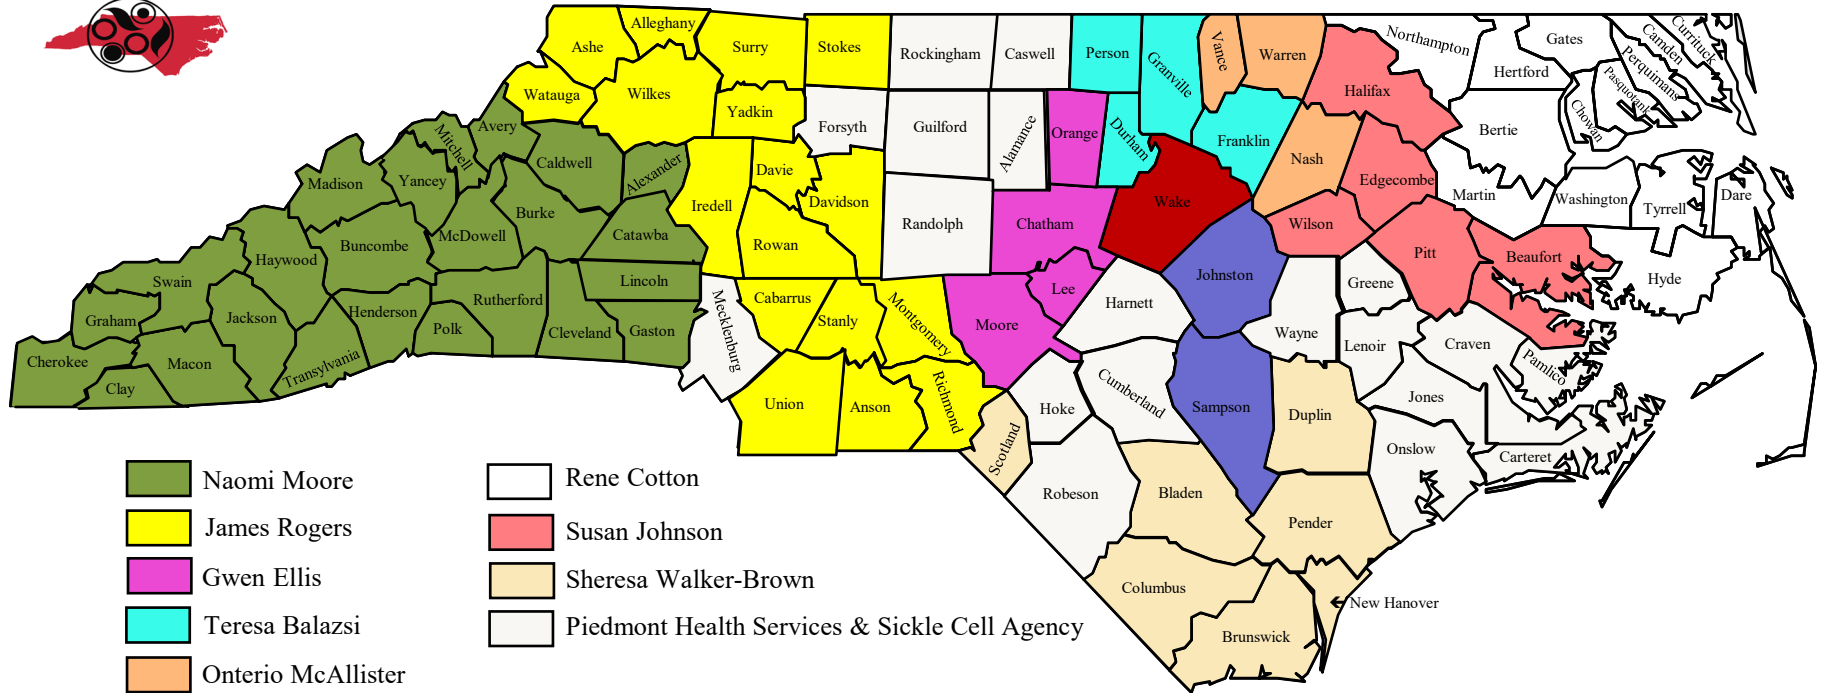 Alleghany
Ashe
Surry
Stokes
Rockingham
Caswell
Person
Granville
Vance
Warren
Northampton
Gates
Hertford
Camden
Currituck
Perquimans
Pasquotank
Chowan
Watauga
Wilkes
Yadkin
Forsyth
Guilford
Alamance
Orange
Durham
Franklin
Halifax
Bertie
Mitchell
Avery
Caldwell
Alexander
Davie
Nash
Edgecombe
Madison
Yancey
Iredell
Davidson
Randolph
Chatham
Wake
Wilson
Martin
Washington
Tyrrell
Dare
Burke
McDowell
Buncombe
Catawba
Rowan
Haywood
Johnston
Pitt
Beaufort
Hyde
Swain
Rutherford
Lincoln
Lee
Greene
Harnett
Graham
Jackson
Henderson
Polk
Cleveland
Gaston
Mecklenburg
Cabarrus
Stanly
Montgomery
Moore
Wayne
Lenoir
Craven
Pamlico
Cherokee
Macon
Clay
Transylvania
Union
Anson
Richmond
Scotland
Hoke
Cumberland
Sampson
Duplin
Jones
Onslow
Carteret
Robeson
Bladen
Pender
Columbus
New Hanover
Brunswick
Naomi Moore
James Rogers
Gwen Ellis
Teresa Balazsi
Onterio McAllister
Rene Cotton
Susan Johnson
Sheresa Walker-Brown
Piedmont Health Services & Sickle Cell Agency